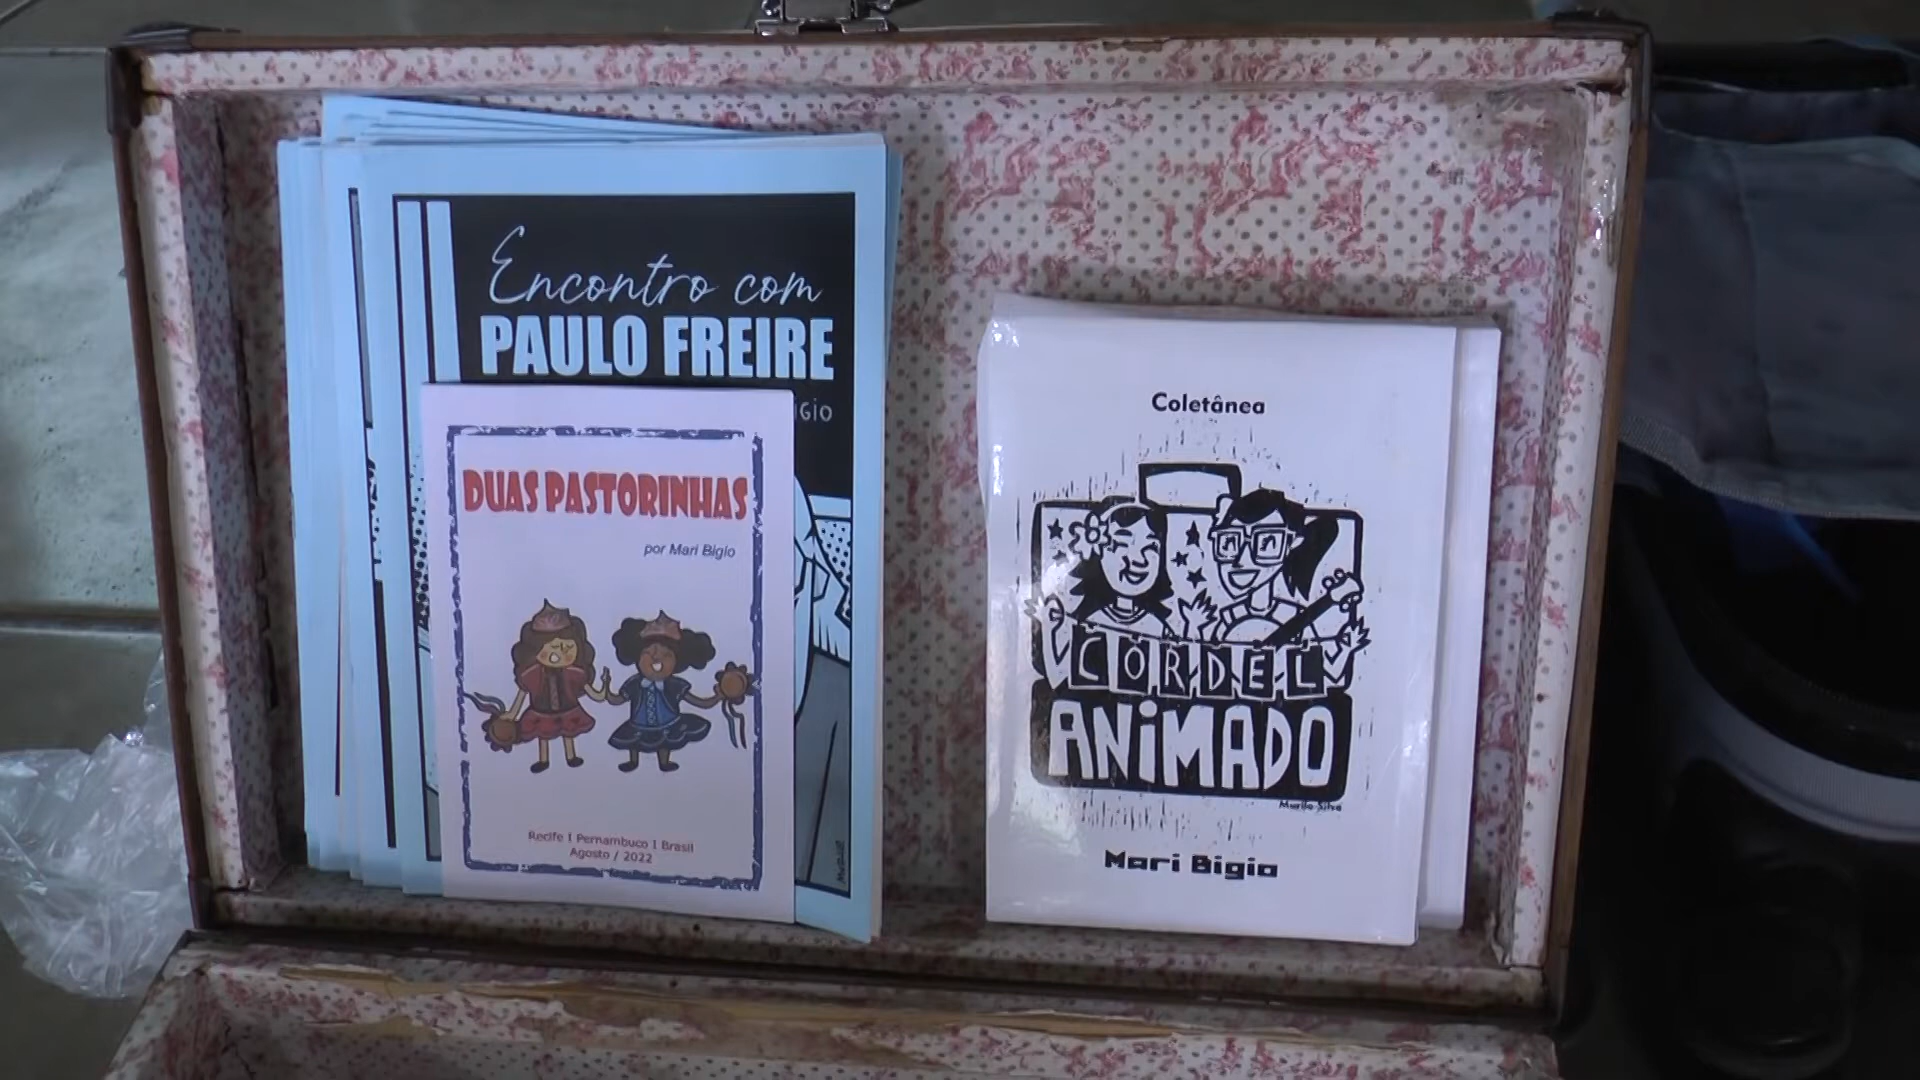 Encontro com
PAULO FREIRE
IGIO
DUAS PASTORINHAS
por Mari Bigio
Recife I Pernambuco I Brasil
Agosto / 2022
Coletânea
CORDEL
ANiMADO
Murilo Silva
Mari Bigio